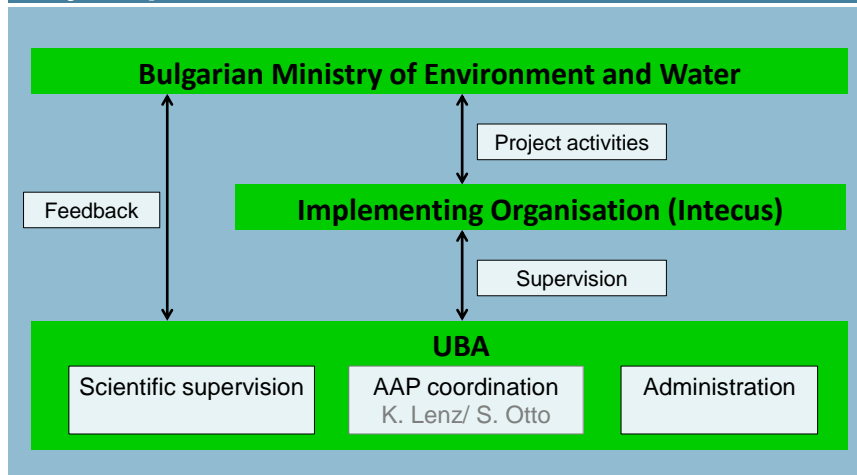 Bulgarian Ministry of Environment and Water
Project activities
Feedback
Implementing Organisation (Intecus)
Supervision
UBA
Scientific supervision
AAP coordination
K. Lenz/ S. Otto
Administration